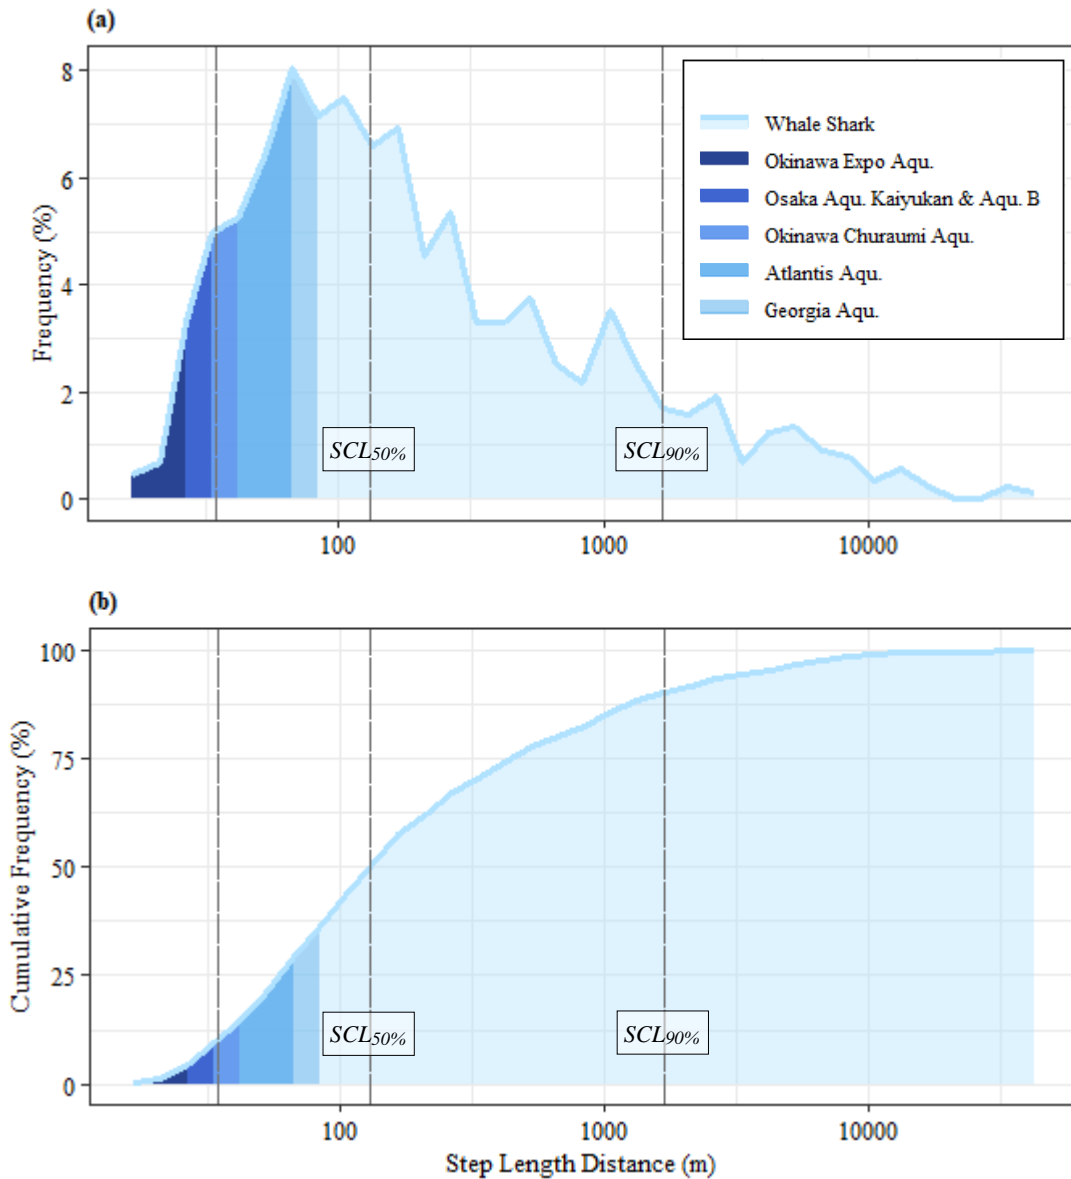 (a)
Frequency (%)
8
6
4
2
0
Whale Shark
Okinawa Expo Aqu.
Osaka Aqu. Kaiyukan & Aqu. B
Okinawa Churaumi Aqu.
Atlantis Aqu.
Georgia Aqu.
SCL50%
SCL90%
100
1000
10000
(b)
Cumulative Frequency (%)
100
75
50
25
0
SCL50%
SCL90%
100
1000
10000
Step Length Distance (m)